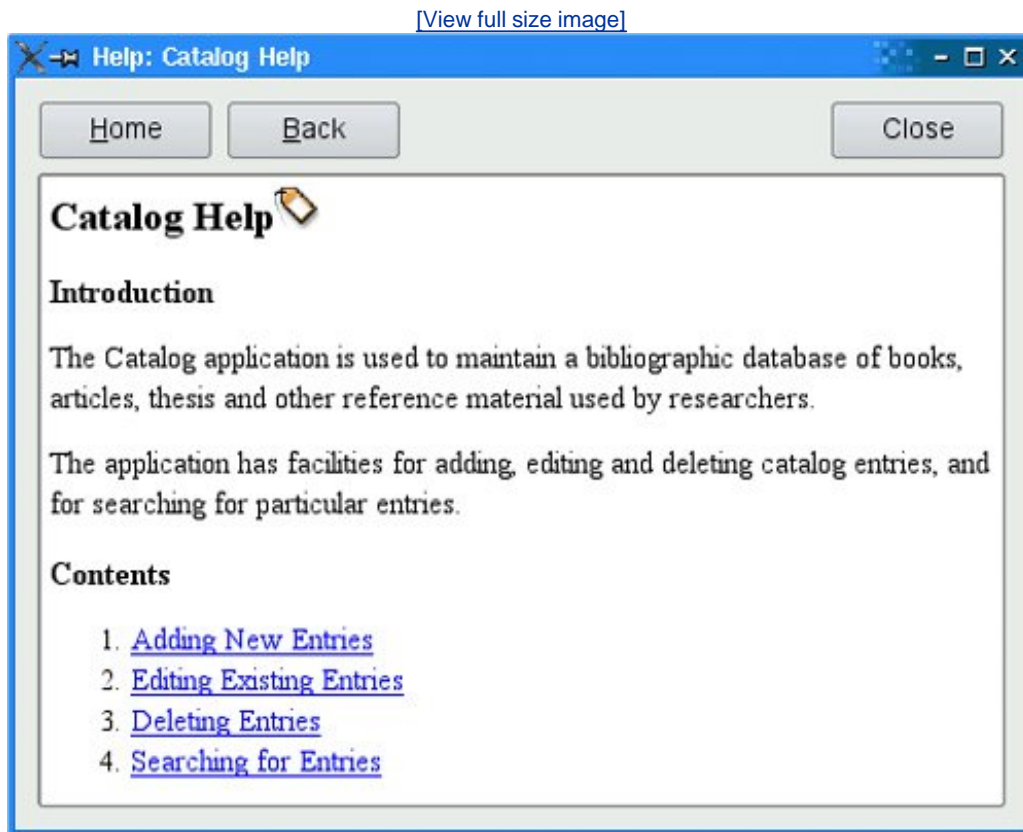 [View full size image]
Help: Catalog Help
Home Back Close
Catalog Help
Introduction
The Catalog application is used to maintain a bibliographic database of books,
articles, thesis and other reference material used by researchers.
The application has facilities for adding, editing and deleting catalog entries, and
for searching for particular entries.
Contents
1. Adding New Entries
2. Editing Existing Entries
3. Deleting Entries
4. Searching for Entries